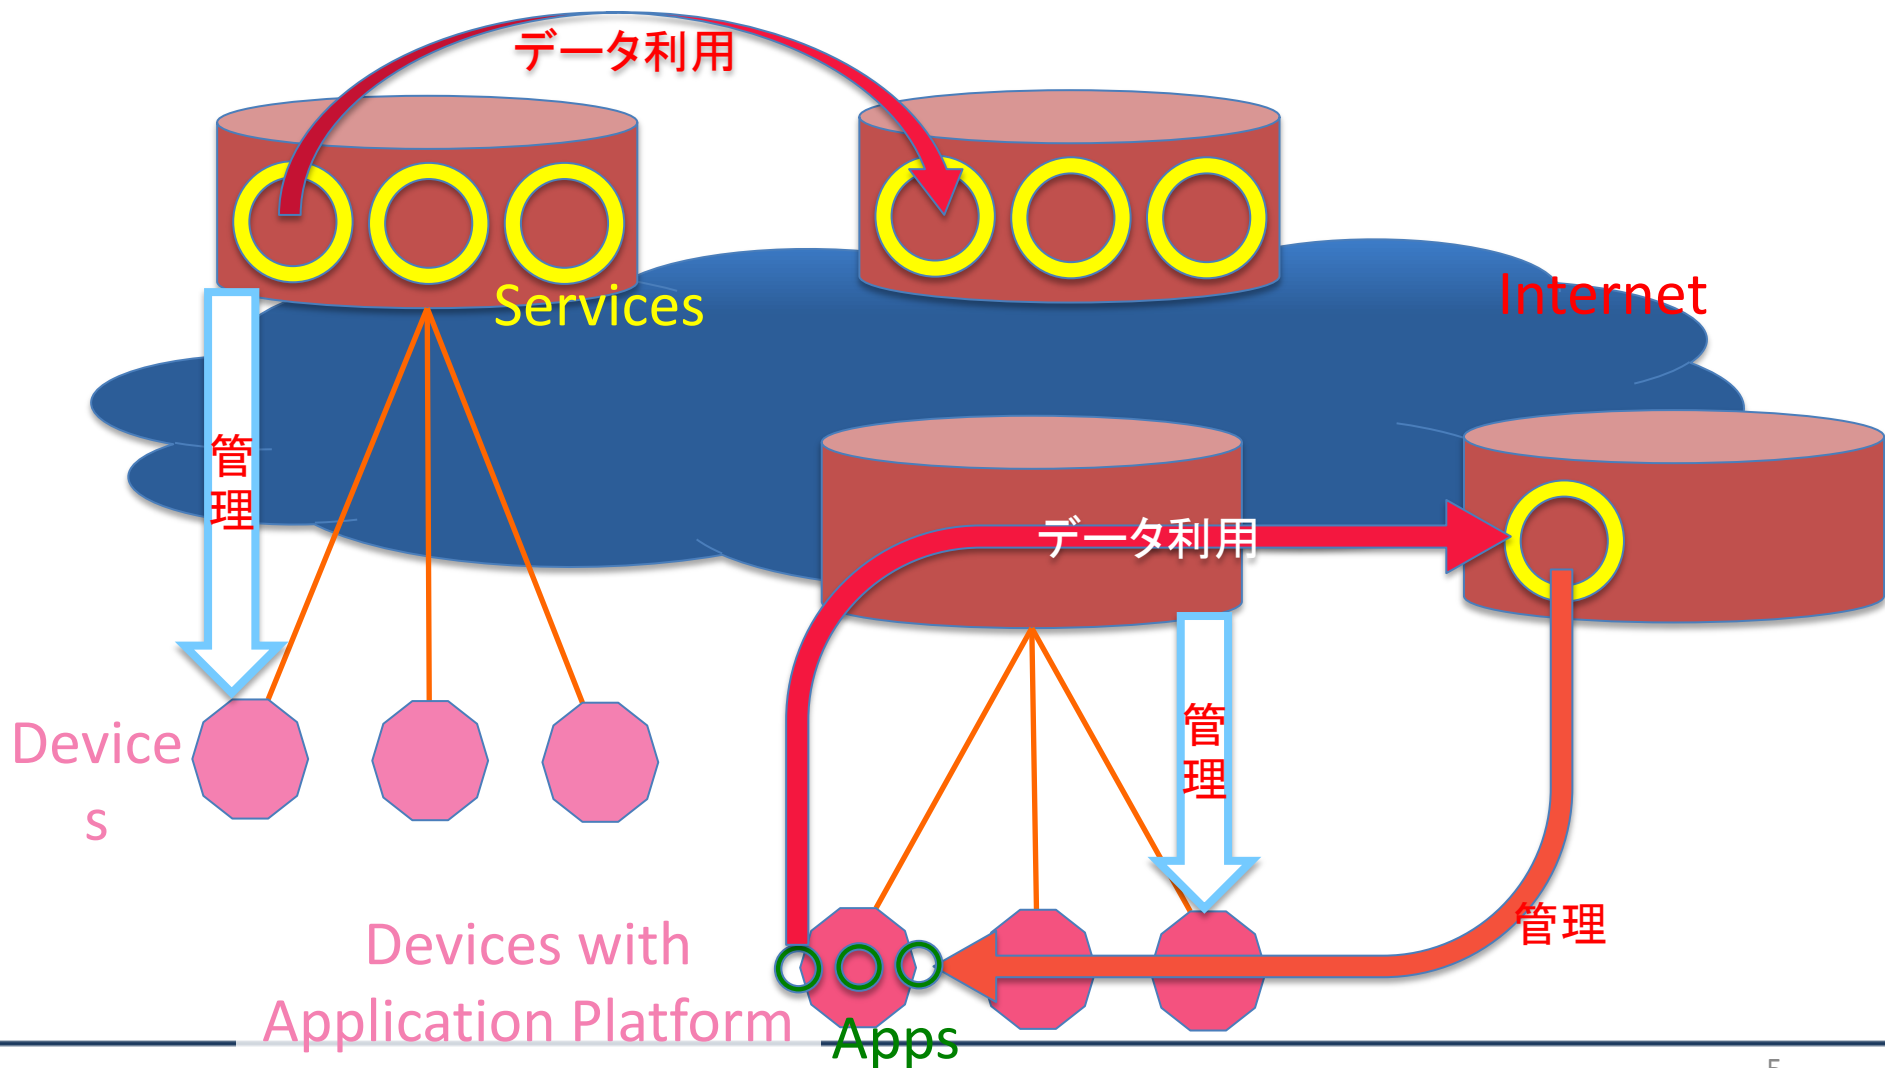 データ利用
Services
Internet
管
理
データ利用
Device
s
管
理
管理
Devices with
Application Platform
Apps
5